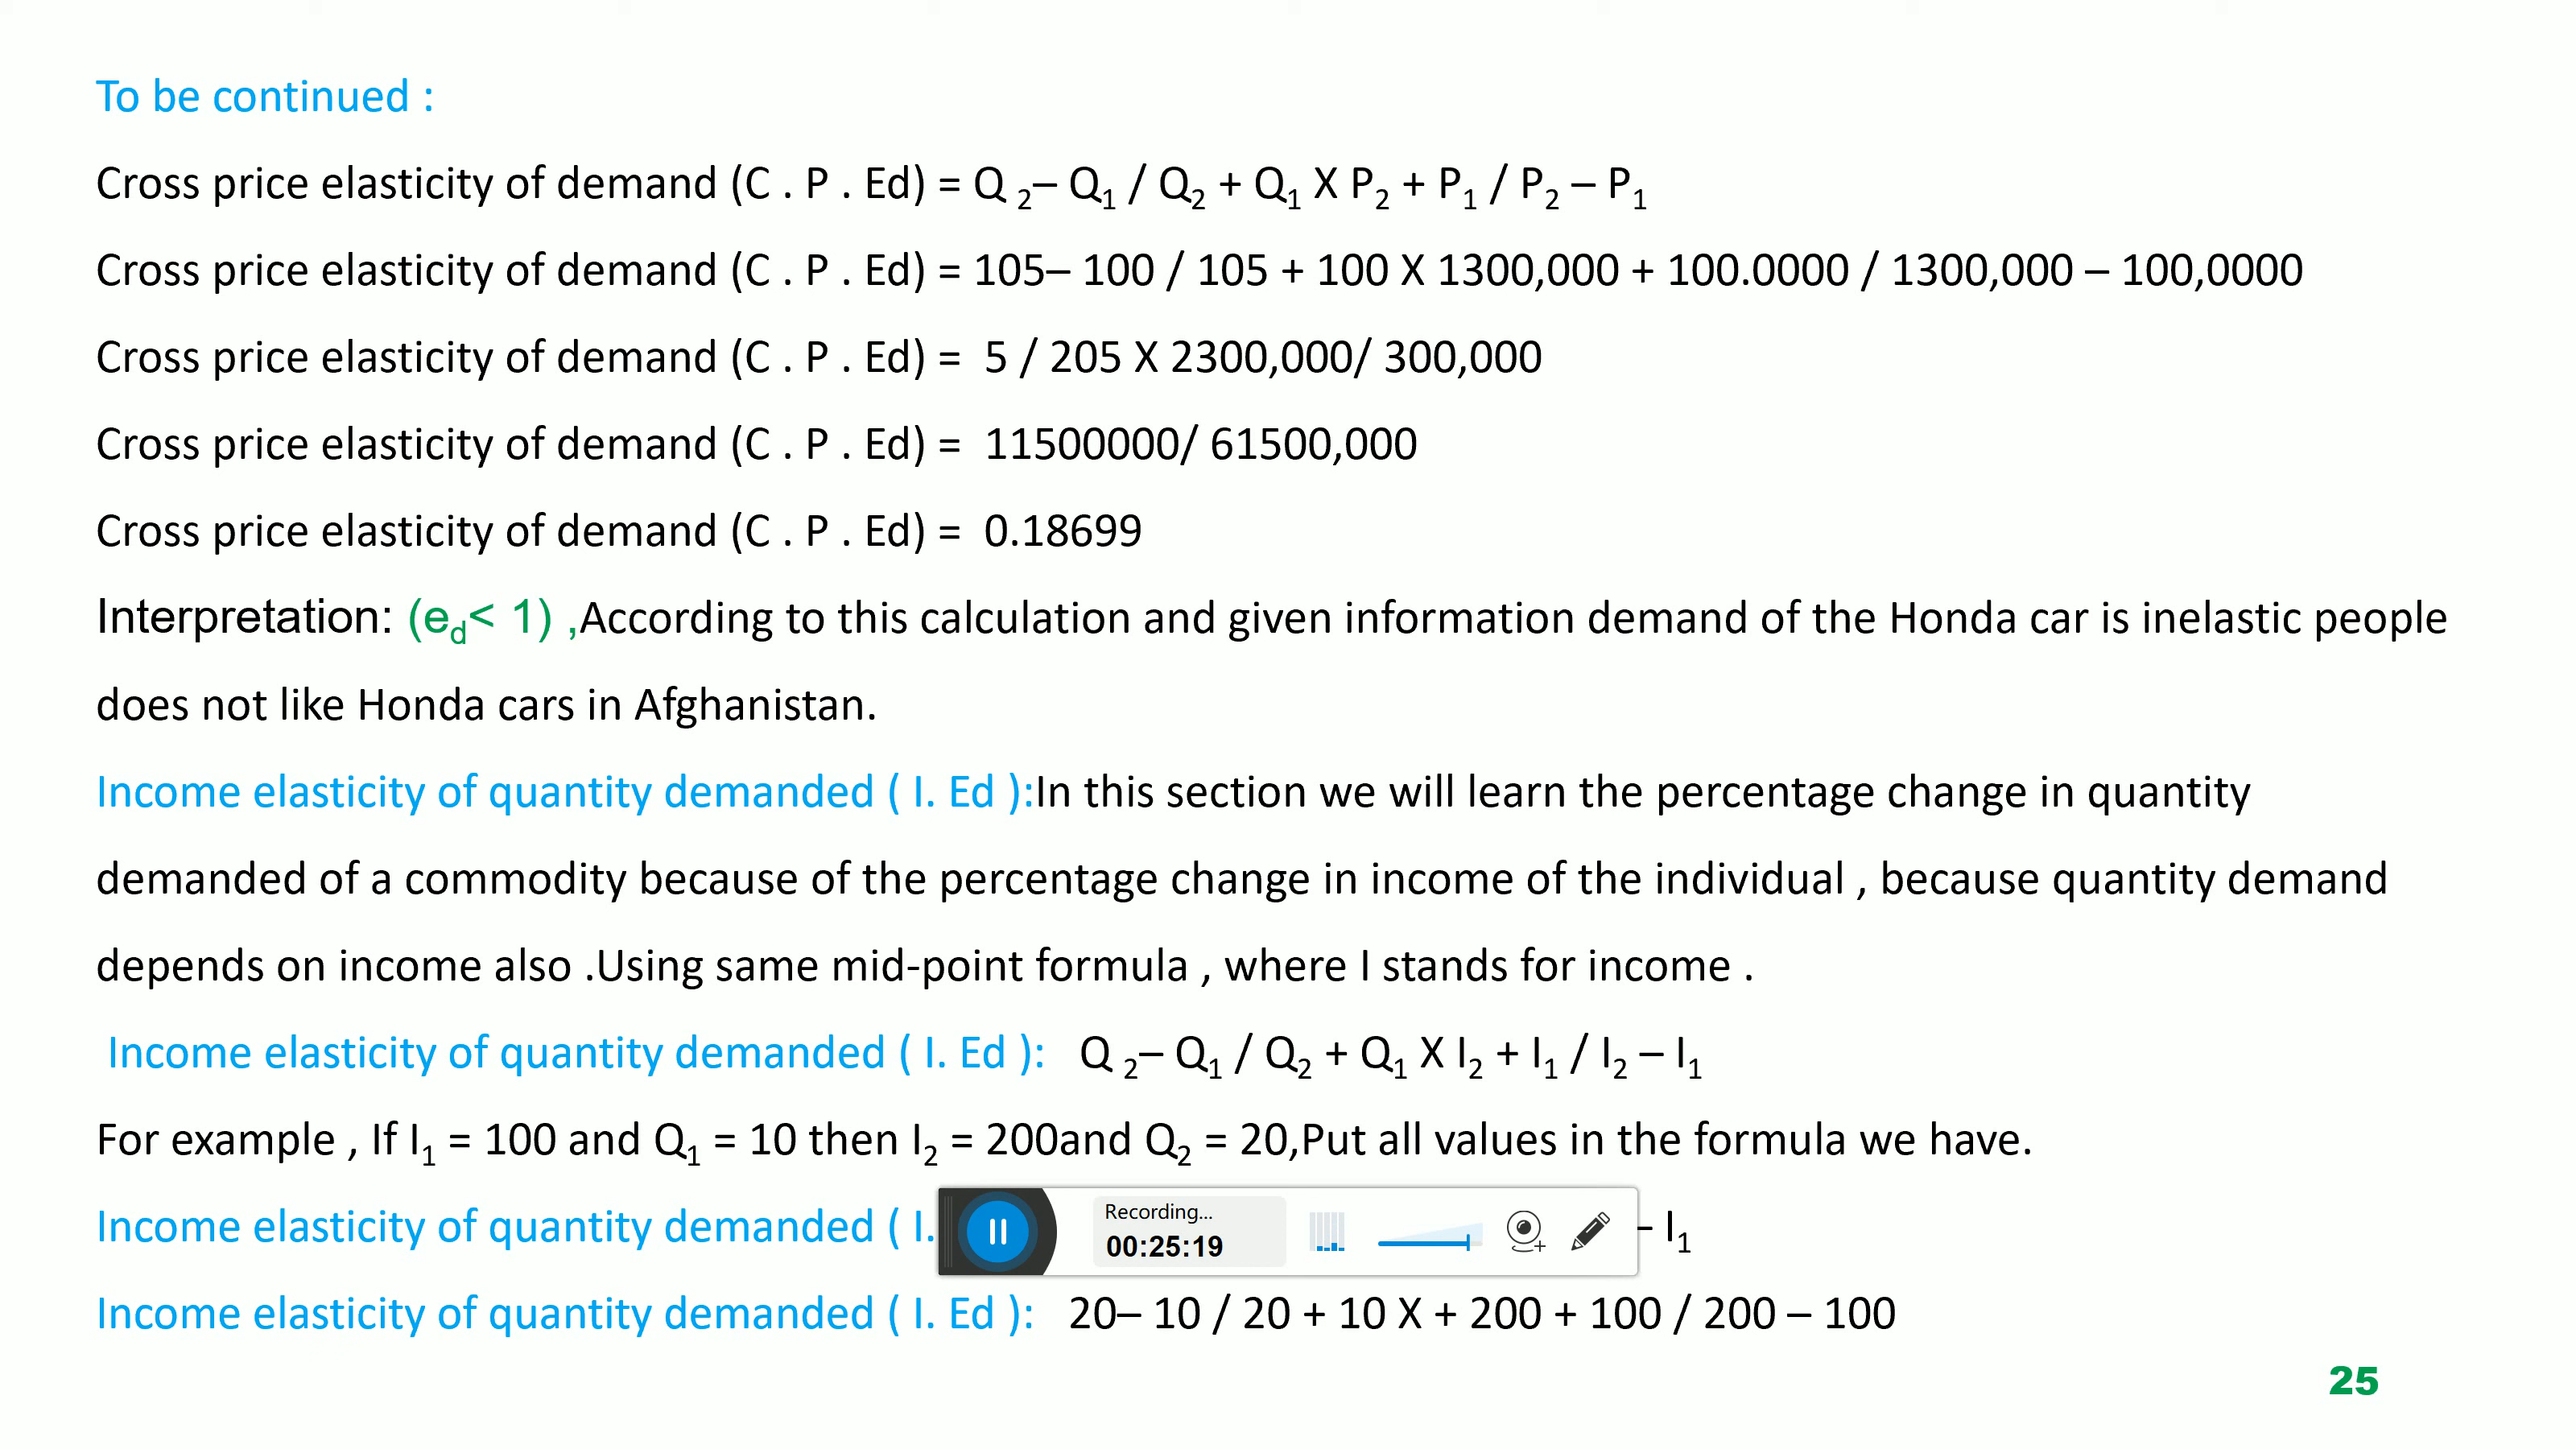 To be continued :
Cross price elasticity of demand (C . P . Ed) = Q 2– Q1 / Q2 + Q1 X P2 + P1 / P2 – P1
Cross price elasticity of demand (C . P . Ed) = 105– 100 / 105 + 100 X 1300,000 + 100.0000 / 1300,000 – 100,0000
Cross price elasticity of demand (C . P . Ed) = 5 / 205 X 2300,000/ 300,000
Cross price elasticity of demand (C . P . Ed) = 11500000/ 61500,000
Cross price elasticity of demand (C . P . Ed) = 0.18699
Interpretation: (ed< 1) ,According to this calculation and given information demand of the Honda car is inelastic people
does not like Honda cars in Afghanistan.
Income elasticity of quantity demanded ( I. Ed ):In this section we will learn the percentage change in quantity
demanded of a commodity because of the percentage change in income of the individual , because quantity demand
depends on income also .Using same mid-point formula , where I stands for income .
Income elasticity of quantity demanded ( I. Ed ): Q 2– Q1 / Q2 + Q1 X I2 + I1 / I2 – I1
For example , If I1 = 100 and Q1 = 10 then I2 = 200and Q2 = 20,Put all values in the formula we have.
Income elasticity of quantity demanded ( I. – I1
Recording...
00:25:19
Income elasticity of quantity demanded ( I. Ed ): 20– 10 / 20 + 10 X + 200 + 100 / 200 – 100
25